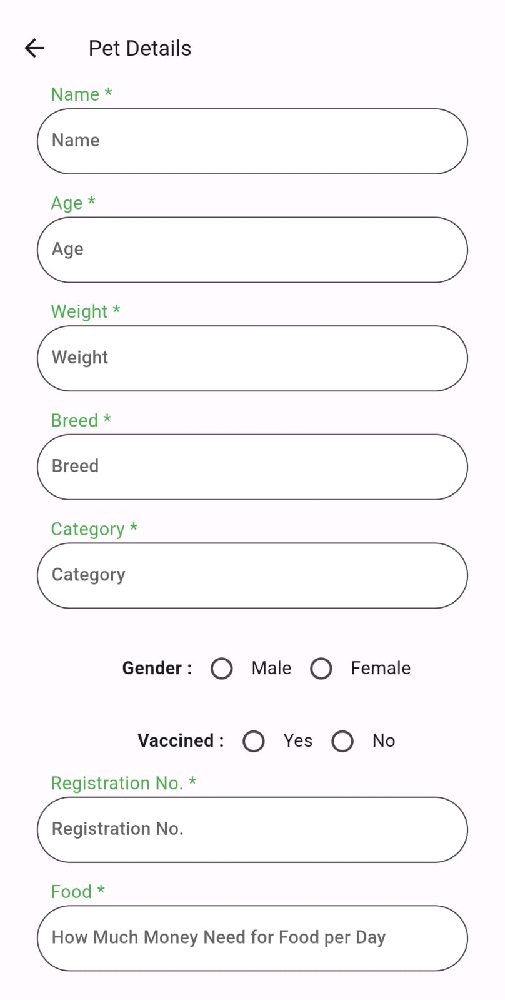 Pet Details
Name *
Name
Age *
Age
Weight *
Weight
Breed *
Breed
Category *
Category
Gender : Male Female
Vaccined : Yes No
Registration No. *
Registration No.
Food *
How Much Money Need for Food per Day